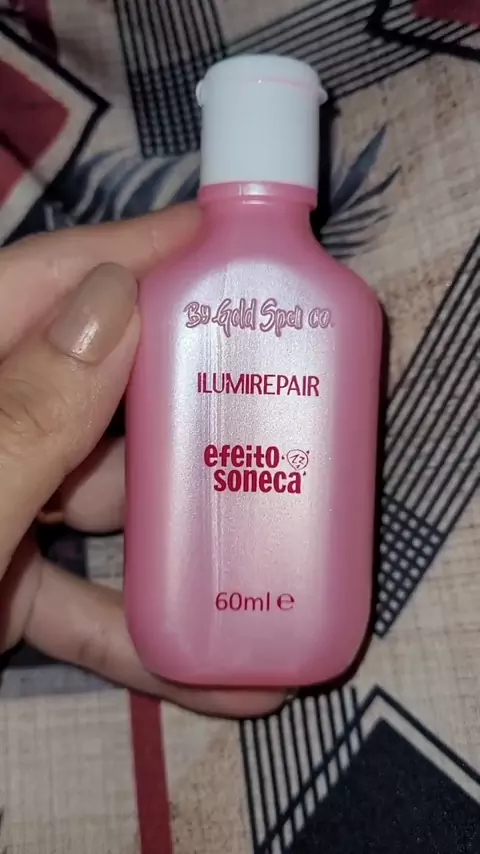 By Gold Spell co.
ILUMIREPAIR
efeito
soneca
60ml ℮